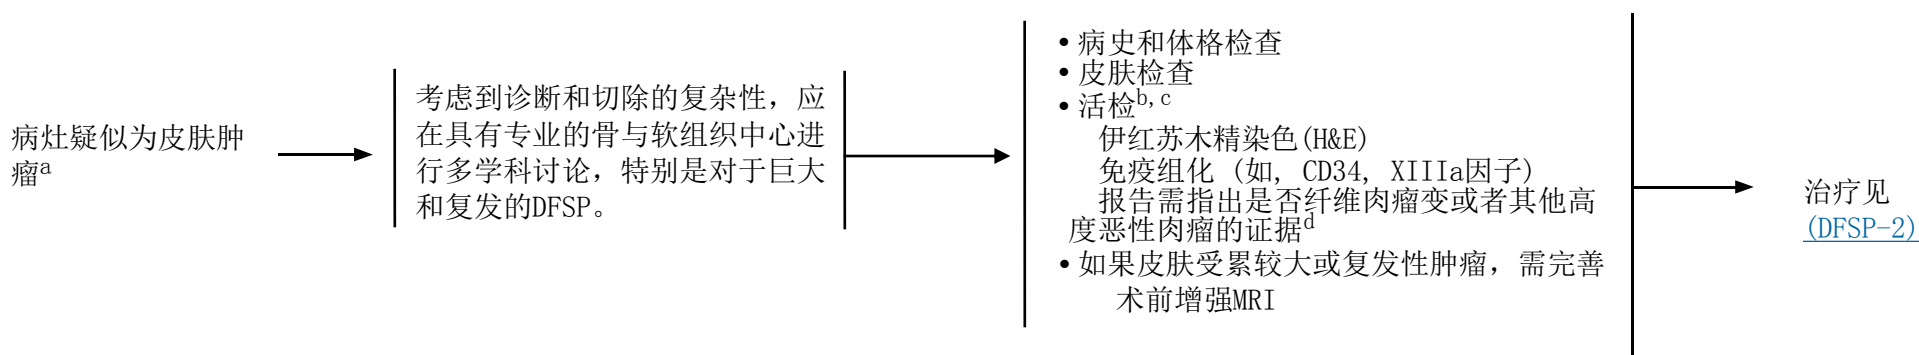 病灶疑似为皮肤肿
瘤a
考虑到诊断和切除的复杂性，应
在具有专业的骨与软组织中心进
行多学科讨论，特别是对于巨大
和复发的DFSP。
•病史和体格检查
•皮肤检查
•活检b,c
伊红苏木精染色(H&E)
免疫组化 (如, CD34, XIIIa因子)
报告需指出是否纤维肉瘤变或者其他高
度恶性肉瘤的证据d
•如果皮肤受累较大或复发性肿瘤，需完善
术前增强MRI
治疗见
(DFSP-2)